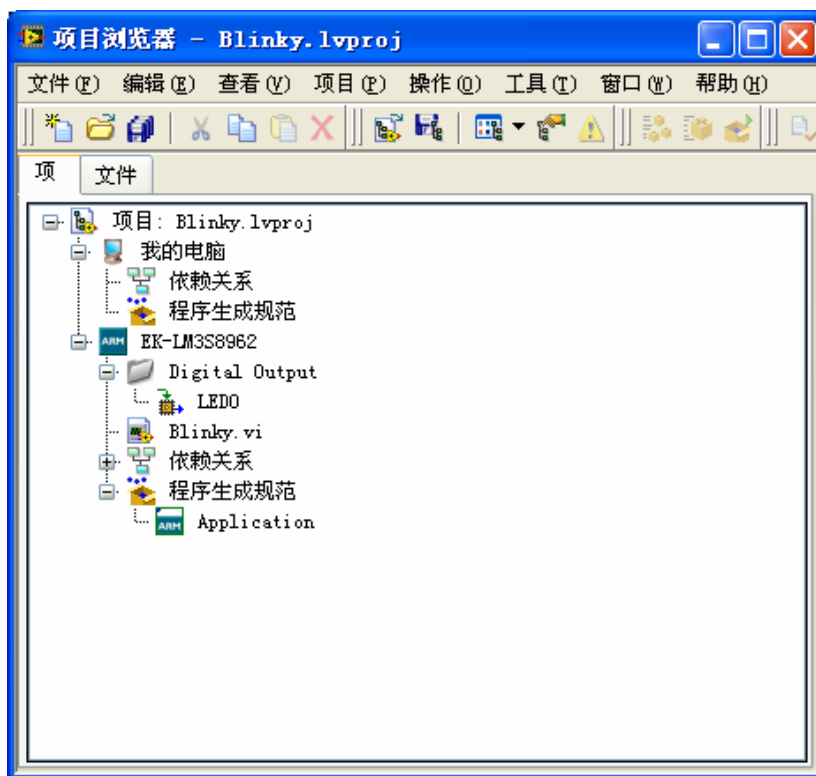 项目浏览器 - Blinky.lvproj
文件(F) 编辑(E) 查看(V) 项目(P) 操作(O) 工具(T) 窗口(W) 帮助(H)
项 文件
项目: Blinky.lvproj
我的电脑
依赖关系
程序生成规范
ARM EK-LM3S8962
Digital Output
LED0
Blinky.vi
依赖关系
程序生成规范
ARM Application